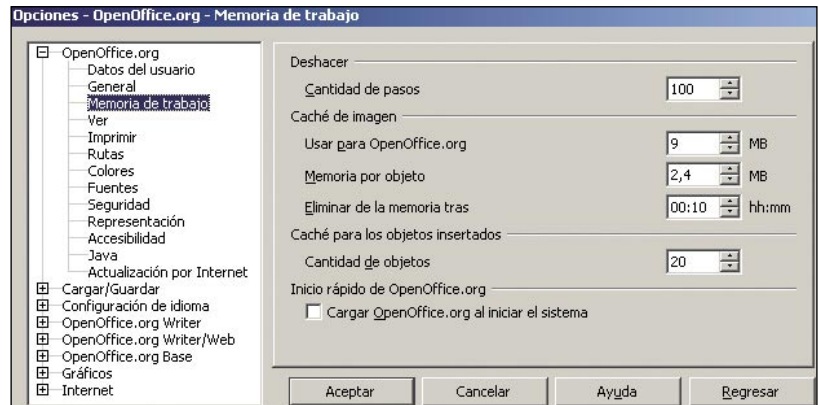 Opciones - OpenOffice.org - Memoria de trabajo
OpenOffice.org
Datos del usuario
General
Memoria de trabajo
Ver
Imprimir
Rutas
Colores
Fuentes
Seguridad
Representación
Accesibilidad
Java
Actualización por Internet
Cargar/Guardar
Configuración de idioma
OpenOffice.org Writer
OpenOffice.org Writer/Web
OpenOffice.org Base
Gráficos
Internet
Deshacer
Cantidad de pasos 100
Caché de imagen
Usar para OpenOffice.org 9 MB
Memoria por objeto 2,4 MB
Eliminar de la memoria tras 00:10 hh:mm
Caché para los objetos insertados
Cantidad de objetos 20
Inicio rápido de OpenOffice.org
Cargar OpenOffice.org al iniciar el sistema
Aceptar Cancelar Ayuda Regresar